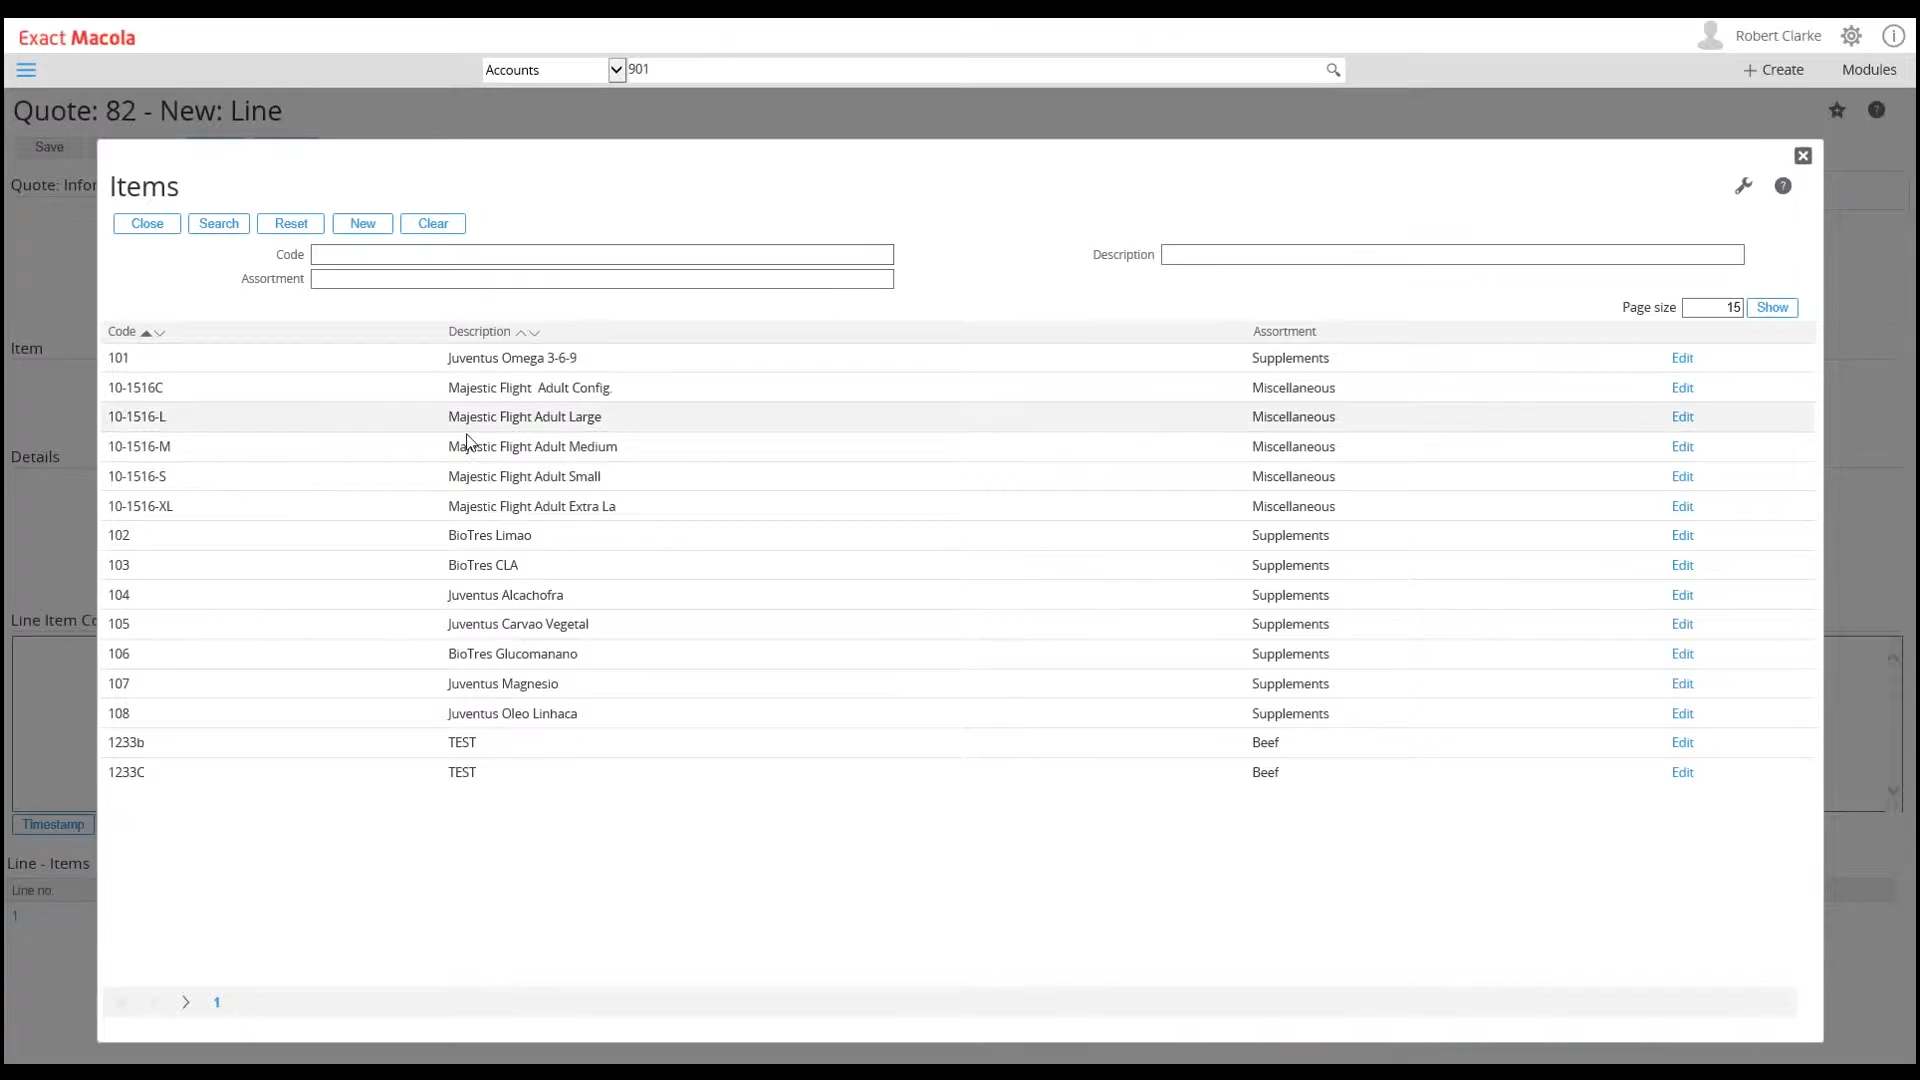 Exact Macola
Robert Clarke
Accounts 901
Create Modules
Quote: 82 - New: Line
Save
Quote: Infor
Items
Close Search Reset New Clear
Code Description
Assortment
Page size 15 Show
Code Description Assortment
101 Juventus Omega 3-6-9 Supplements Edit
10-1516C Majestic Flight Adult Config. Miscellaneous Edit
10-1516-L Majestic Flight Adult Large Miscellaneous Edit
10-1516-M Majestic Flight Adult Medium Miscellaneous Edit
10-1516-S Majestic Flight Adult Small Miscellaneous Edit
10-1516-XL Majestic Flight Adult Extra La Miscellaneous Edit
102 BioTres Limao Supplements Edit
103 BioTres CLA Supplements Edit
104 Juventus Alcachofra Supplements Edit
105 Juventus Carvao Vegetal Supplements Edit
106 BioTres Glucomanano Supplements Edit
107 Juventus Magnesio Supplements Edit
108 Juventus Oleo Linhaca Supplements Edit
1233b TEST Beef Edit
1233C TEST Beef Edit
1
Item
Details
Line Item Co
Timestamp
Line - Items
Line no.
1